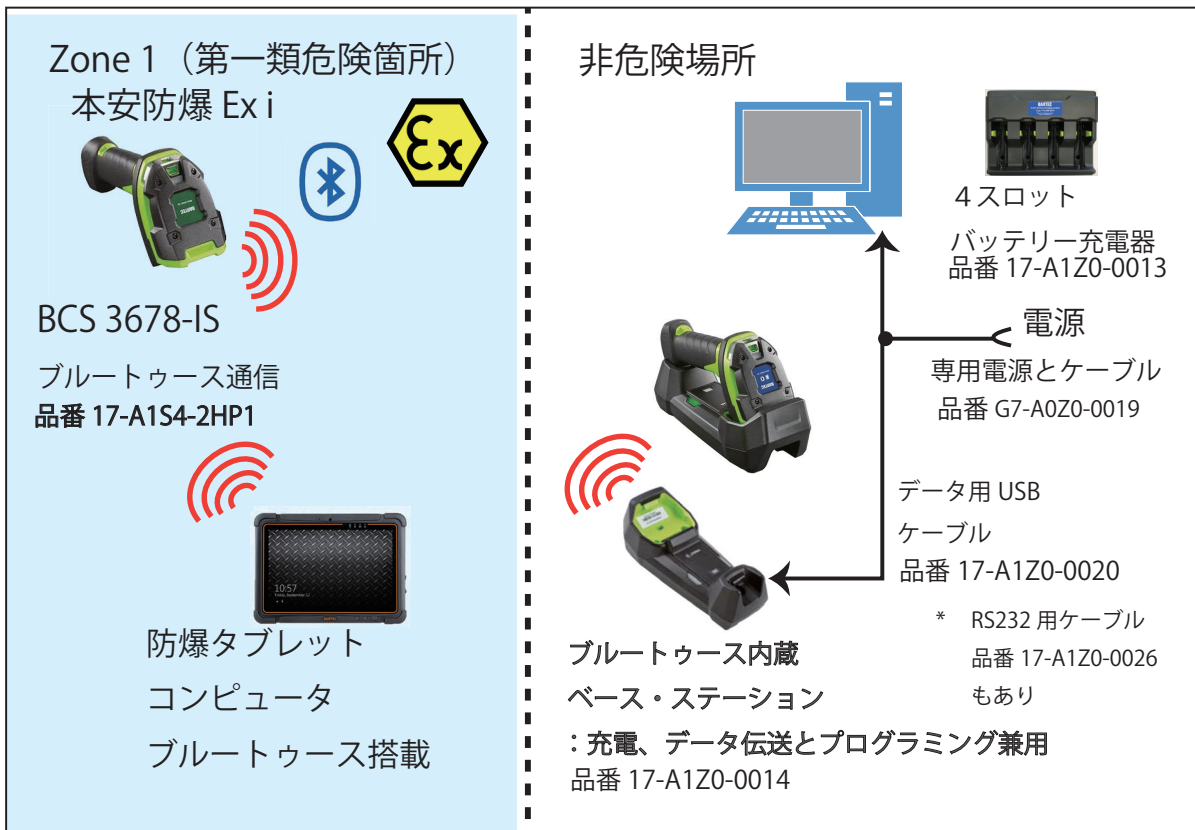 Zone 1（第一類危険箇所）
本安防爆 Ex i
εx
BCS 3678-IS
ブルートゥース通信
品番 17-A1S4-2HP1
10:57
防爆タブレット
コンピュータ
ブルートゥース搭載
非危険場所
4 スロット
バッテリー充電器
品番 17-A1Z0-0013
電源
専用電源とケーブル
品番 G7-A0Z0-0019
データ用 USB
ケーブル
品番 17-A1Z0-0020
* RS232 用ケーブル
品番 17-A1Z0-0026
もあり
ブルートゥース内蔵
ベース・ステーション
：充電、データ伝送とプログラミング兼用
品番 17-A1Z0-0014